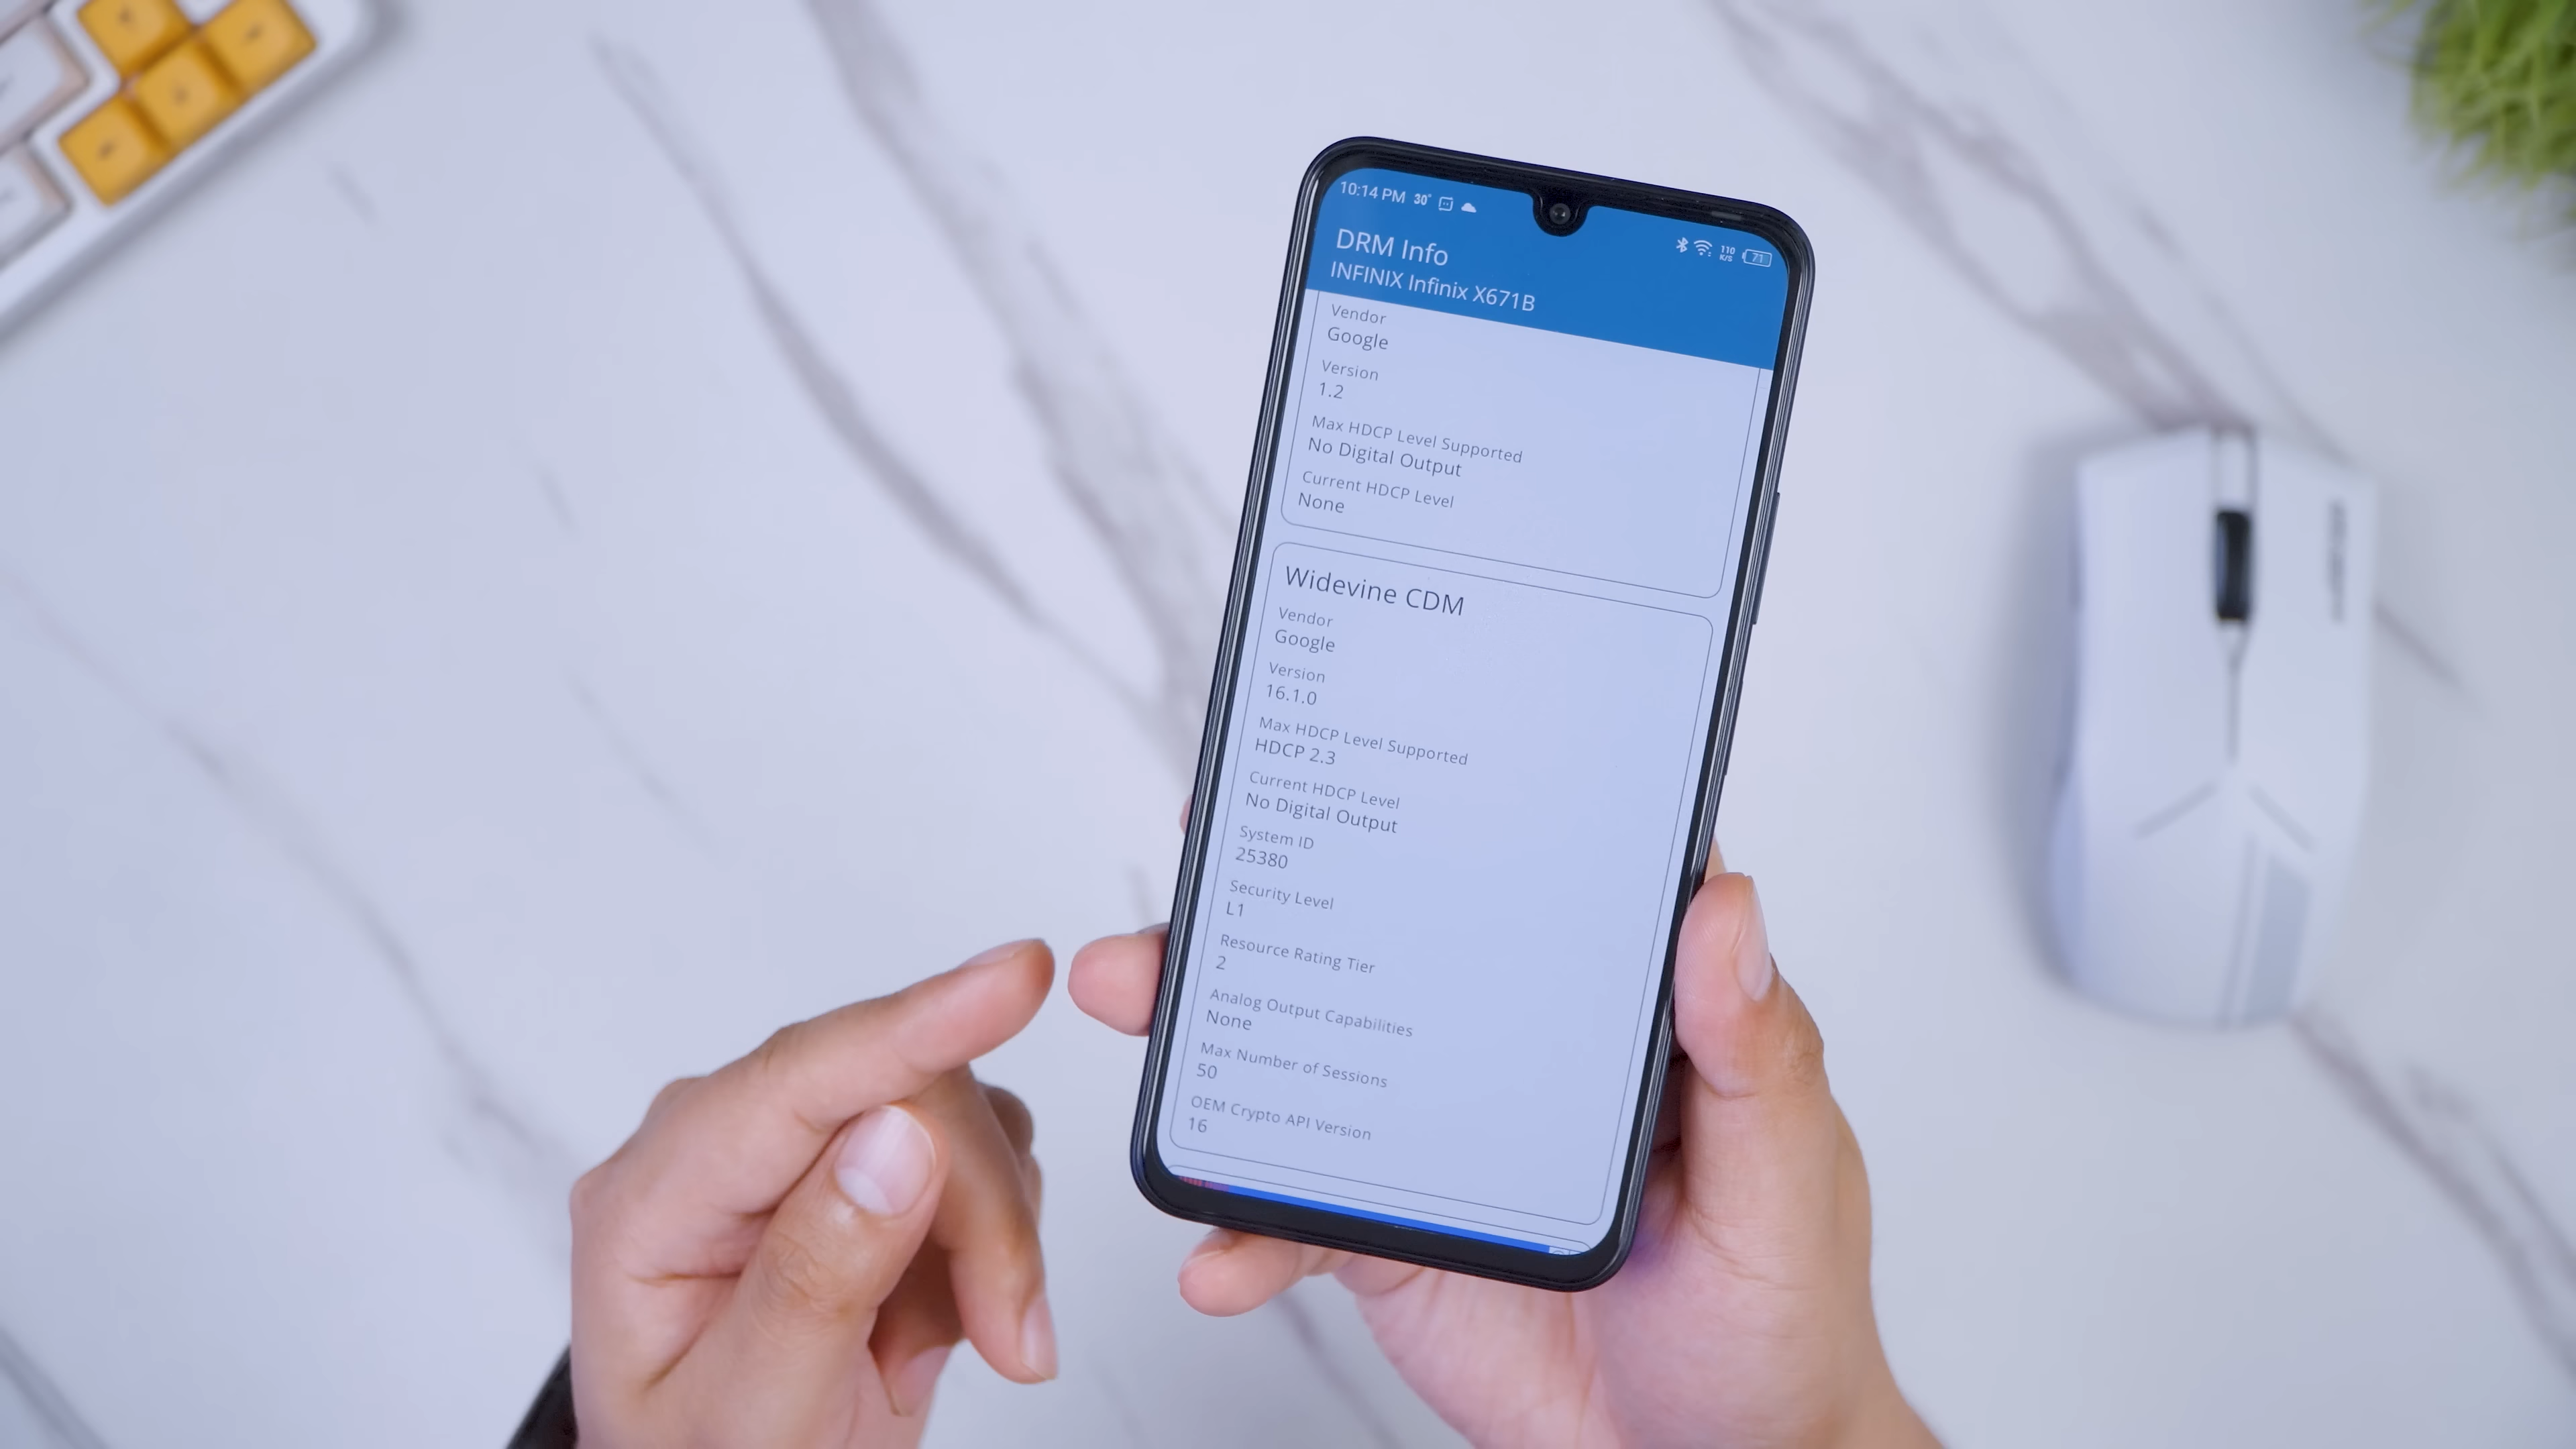 10:14 PM 30°
110
K/S
71
DRM Info
INFINIX Infinix X671B
Vendor
Google
Version
1.2
Max HDCP Level Supported
No Digital Output
Current HDCP Level
None
Widevine CDM
Vendor
Google
Version
16.1.0
Max HDCP Level Supported
HDCP 2.3
Current HDCP Level
No Digital Output
System ID
25380
Security Level
L1
Resource Rating Tier
2
Analog Output Capabilities
None
Max Number of Sessions
50
OEM Crypto API Version
16